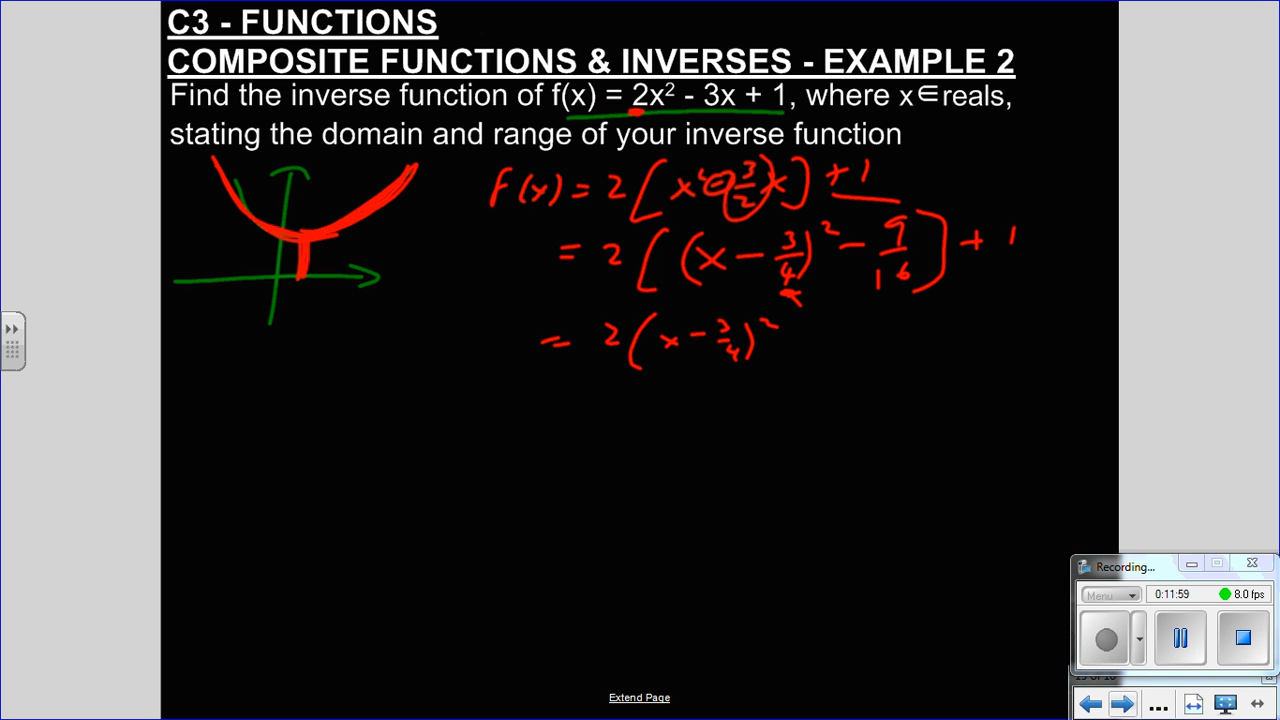 C3 - FUNCTIONS
COMPOSITE FUNCTIONS & INVERSES - EXAMPLE 2
Find the inverse function of f(x) = 2x² - 3x + 1, where x∈reals,
stating the domain and range of your inverse function
f(x) = 2[x² - 3/2 x] + 1
= 2[(x - 3/4)² - 9/16] + 1
= 2(x - 3/4)²
Recording...
Menu
0:11:59
8.0 fps
Extend Page